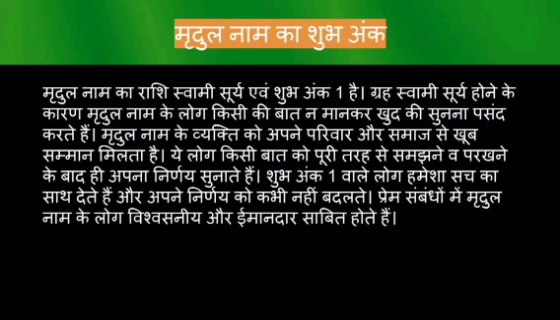 मृदुल नाम का शुभ अंक
मृदुल नाम का राशि स्वामी सूर्य एवं शुभ अंक 1 है। ग्रह स्वामी सूर्य होने के
कारण मृदुल नाम के लोग किसी की बात न मानकर खुद की सुनना पसंद
करते हैं। मृदुल नाम के व्यक्ति को अपने परिवार और समाज से खूब
सम्मान मिलता है। ये लोग किसी बात को पूरी तरह से समझने व परखने
के बाद ही अपना निर्णय सुनाते हैं। शुभ अंक 1 वाले लोग हमेशा सच का
साथ देते हैं और अपने निर्णय को कभी नहीं बदलते। प्रेम संबंधों में मृदुल
नाम के लोग विश्वसनीय और ईमानदार साबित होते हैं।